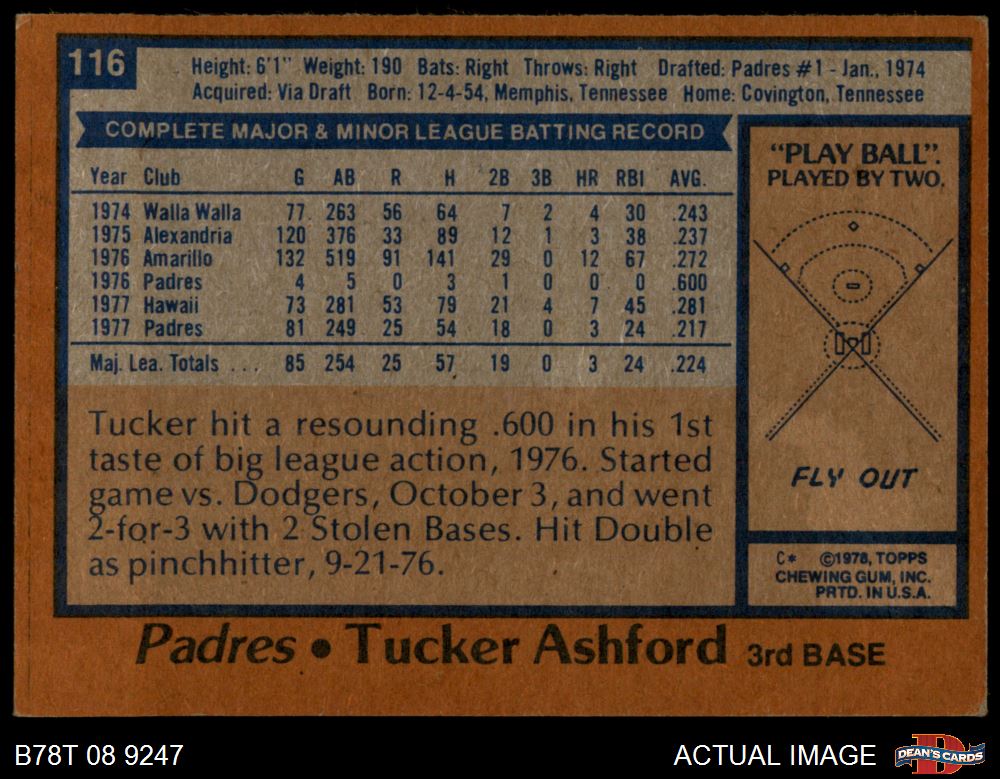 116
Height: 6'1" Weight: 190 Bats: Right Throws: Right Drafted: Padres #1 - Jan., 1974
Acquired: Via Draft Born: 12-4-54, Memphis, Tennessee Home: Covington, Tennessee
COMPLETE MAJOR & MINOR LEAGUE BATTING RECORD
Year Club G AB R H 2B 3B HR RBI AVG.
1974 Walla Walla 77 263 56 64 7 2 4 30 .243
1975 Alexandria 120 376 33 89 12 1 3 38 .237
1976 Amarillo 132 519 91 141 29 0 12 67 .272
1976 Padres 4 5 0 3 1 0 0 0 .600
1977 Hawaii 73 281 53 79 21 4 7 45 .281
1977 Padres 81 249 25 54 18 0 3 24 .217
Maj. Lea. Totals ... 85 254 25 57 19 0 3 24 .224
Tucker hit a resounding .600 in his 1st
taste of big league action, 1976. Started
game vs. Dodgers, October 3, and went
2-for-3 with 2 Stolen Bases. Hit Double
as pinchhitter, 9-21-76.
"PLAY BALL".
PLAYED BY TWO.
FLY OUT
C* ©1978, TOPPS
CHEWING GUM, INC.
PRTD. IN U.S.A.
Padres • Tucker Ashford 3rd BASE
B78T 08 9247
ACTUAL IMAGE
D
DEAN'S CARDS